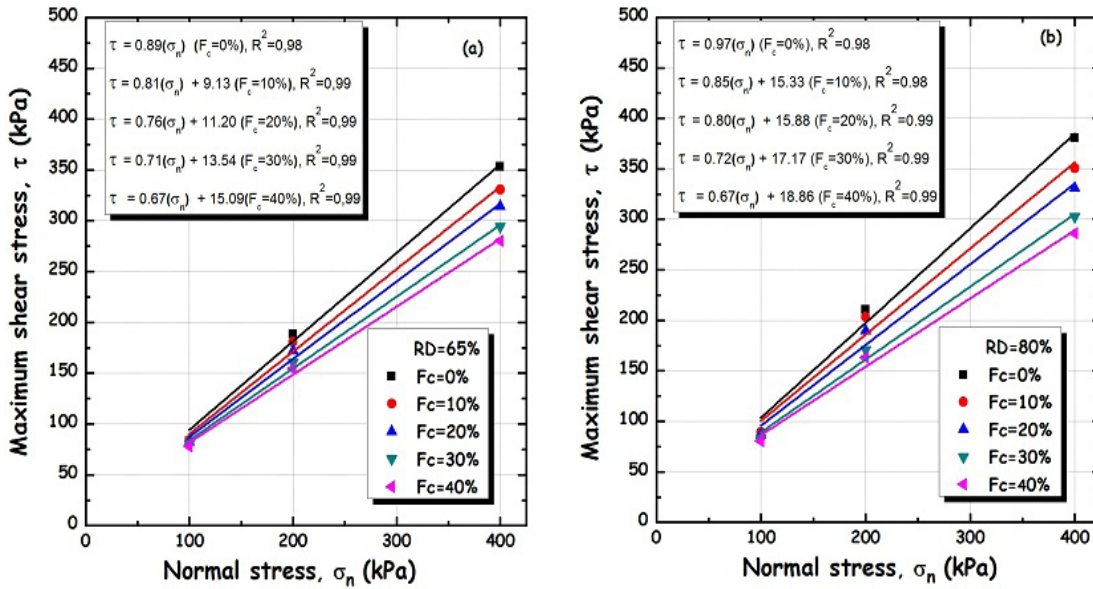 (a)
τ = 0.89(σn) (Fc=0%), R²=0,98
τ = 0.81(σn) + 9.13 (Fc=10%), R²=0,99
τ = 0.76(σn) + 11.20 (Fc=20%), R²=0,99
τ = 0.71(σn) + 13.54 (Fc=30%), R²=0,99
τ = 0.67(σn) + 15.09(Fc=40%), R²=0,99
Maximum shear stress, τ (kPa)
500
450
400
350
300
250
200
150
100
50
0
RD=65%
Fc=0%
Fc=10%
Fc=20%
Fc=30%
Fc=40%
0 100 200 300 400
Normal stress, σn (kPa)
(b)
τ = 0.97(σn) (Fc=0%), R²=0.98
τ = 0.85(σn) + 15.33 (Fc=10%), R²=0.98
τ = 0.80(σn) + 15.88 (Fc=20%), R²=0.99
τ = 0.72(σn) + 17.17 (Fc=30%), R²=0.99
τ = 0.67(σn) + 18.86 (Fc=40%), R²=0.99
Maximum shear stress, τ (kPa)
500
450
400
350
300
250
200
150
100
50
0
RD=80%
Fc=0%
Fc=10%
Fc=20%
Fc=30%
Fc=40%
0 100 200 300 400
Normal stress, σn (kPa)